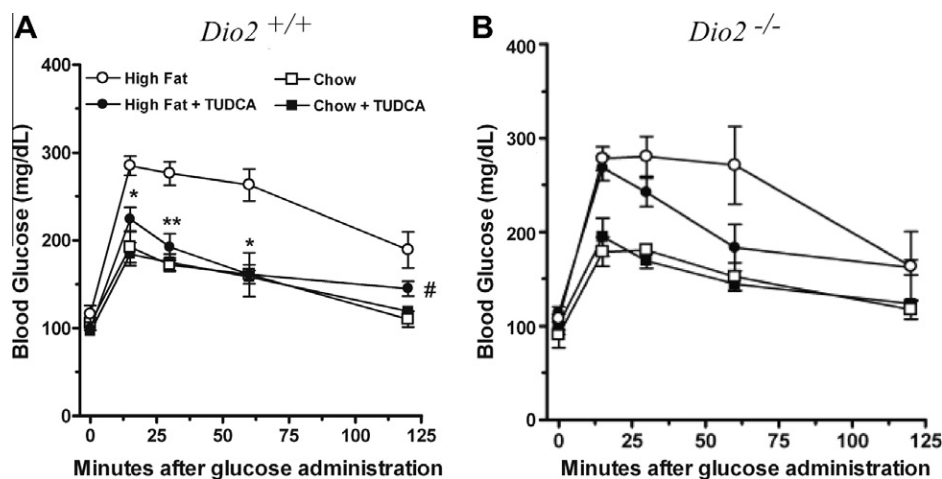 A
Dio2 +/+
B
Dio2 -/-
High Fat
Chow
High Fat + TUDCA
Chow + TUDCA
400
300
200
100
0
Blood Glucose (mg/dL)
*
**
*
#
0
25
50
75
100
125
Minutes after glucose administration
400
300
200
100
0
Blood Glucose (mg/dL)
0
25
50
75
100
125
Minutes after glucose administration